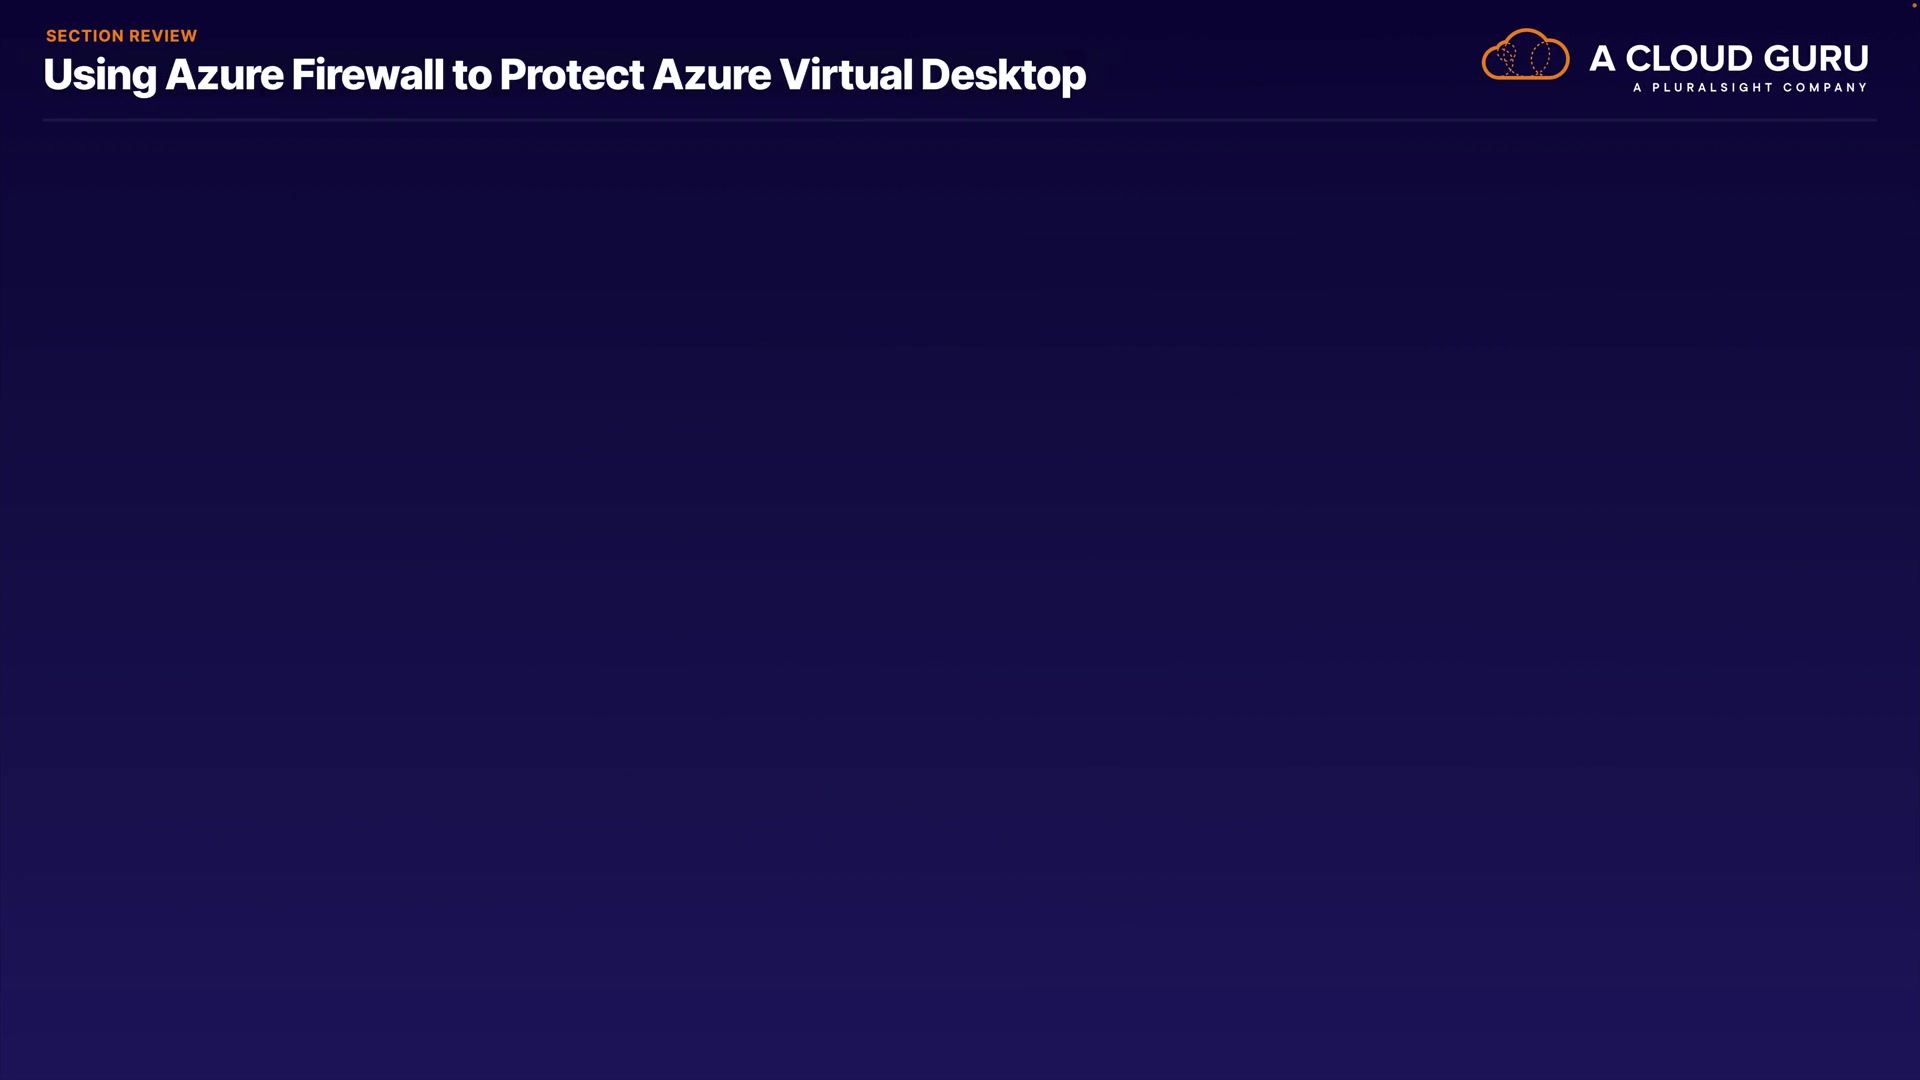 SECTION REVIEW
Using Azure Firewall to Protect Azure Virtual Desktop
A CLOUD GURU
A PLURALSIGHT COMPANY